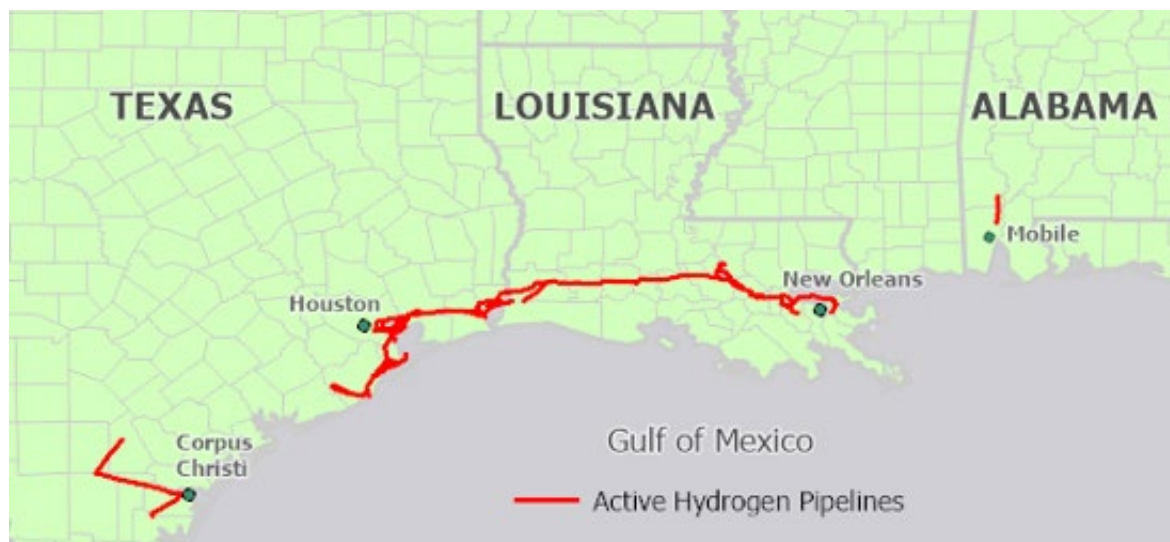 TEXAS
LOUISIANA
ALABAMA
Mobile
New Orleans
Houston
Corpus
Christi
Gulf of Mexico
Active Hydrogen Pipelines